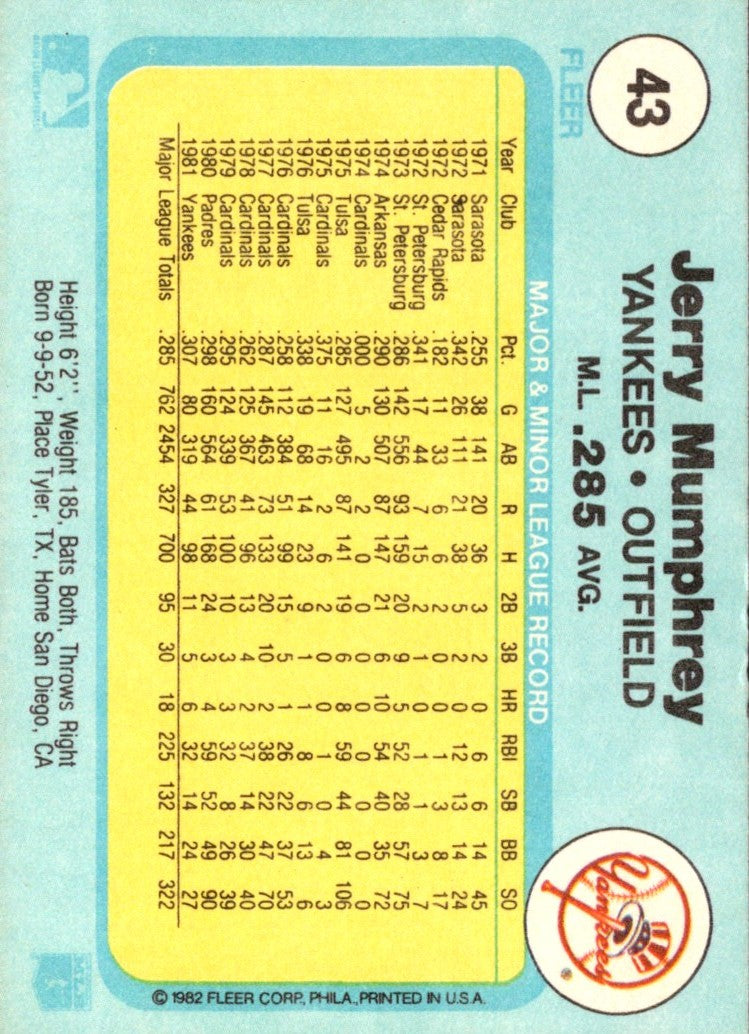 43
FLEER
Jerry Mumphrey
YANKEES • OUTFIELD
M.L. .285 AVG.
Yankees
MAJOR & MINOR LEAGUE RECORD
Year Club Pct. G AB R H 2B 3B HR RBI SB BB SO
1971 Sarasota .255 38 141 20 36 3 2 0 6 6 14 45
1972 Sarasota .342 26 111 21 38 5 2 0 12 13 14 24
1972 Cedar Rapids .182 11 33 6 6 2 0 0 1 3 8 17
1972 St. Petersburg .341 17 44 7 15 2 1 0 1 1 3 7
1973 St. Petersburg .286 142 556 93 159 20 9 5 52 28 57 75
1974 Arkansas .290 130 507 87 147 21 6 10 54 40 35 72
1974 Cardinals .000 5 2 2 0 0 0 0 0 0 0 0
1975 Tulsa .285 127 495 87 141 19 6 8 59 44 81 106
1975 Cardinals .375 11 16 2 6 2 0 0 1 0 4 3
1976 Tulsa .338 19 68 14 23 9 1 1 8 6 13 6
1976 Cardinals .258 112 384 51 99 15 5 1 26 22 37 53
1977 Cardinals .287 145 463 73 133 20 10 2 38 22 47 70
1978 Cardinals .262 125 367 41 96 13 4 2 37 14 30 40
1979 Cardinals .295 124 339 53 100 10 3 3 32 8 26 39
1980 Padres .298 160 564 61 168 24 3 4 59 52 49 90
1981 Yankees .307 80 319 44 98 11 5 6 32 14 24 27
Major League Totals .285 762 2454 327 700 95 30 18 225 132 217 322
© 1982 FLEER CORP., PHILA., PRINTED IN U.S.A.
Height 6'2", Weight 185, Bats Both, Throws Right
Born 9-9-52, Place Tyler, TX, Home San Diego, CA